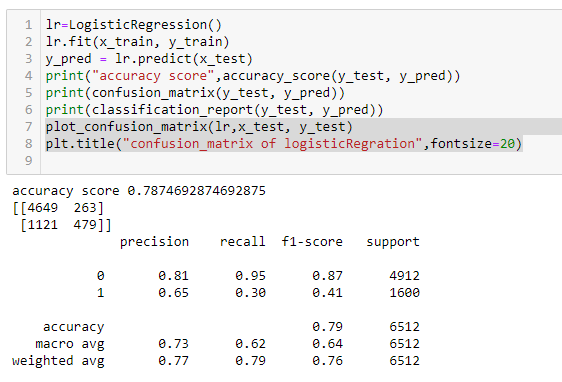 1 lr=LogisticRegression()
2 lr.fit(x_train, y_train)
3 y_pred = lr.predict(x_test)
4 print("accuracy score",accuracy_score(y_test, y_pred))
5 print(confusion_matrix(y_test, y_pred))
6 print(classification_report(y_test, y_pred))
7 plot_confusion_matrix(lr,x_test, y_test)
8 plt.title("confusion_matrix of logisticRegration",fontsize=20)
9
accuracy score 0.7874692874692875
[[4649  263]
 [1121  479]]
              precision    recall  f1-score   support
           0       0.81      0.95      0.87      4912
           1       0.65      0.30      0.41      1600
    accuracy                           0.79      6512
   macro avg       0.73      0.62      0.64      6512
weighted avg       0.77      0.79      0.76      6512